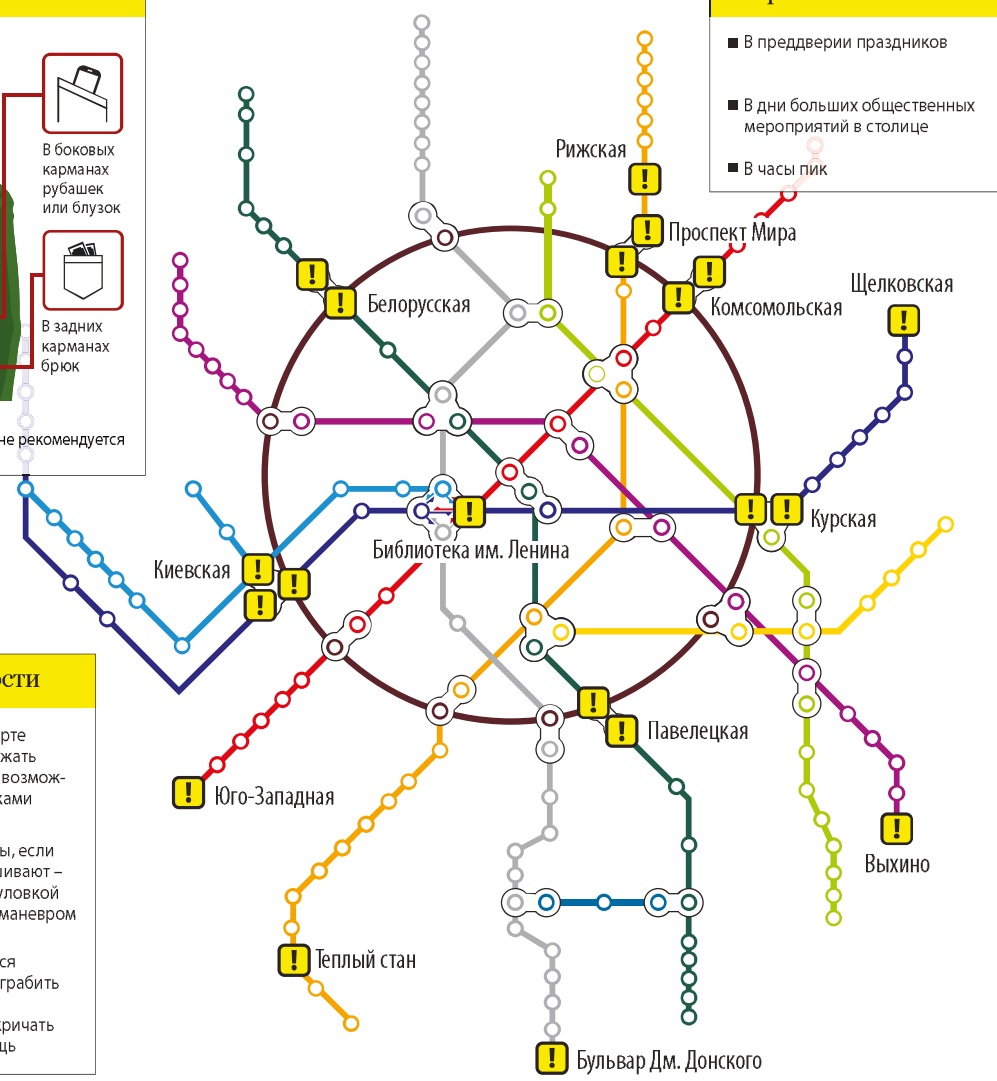 В боковых
карманах
рубашек
или блузок
В задних
карманах
брюк
не рекомендуется
В преддверии праздников
В дни больших общественных
мероприятий в столице
В часы пик
Рижская
Проспект Мира
Комсомольская
Щелковская
Белорусская
Курская
Библиотека им. Ленина
Киевская
Павелецкая
Юго-Западная
Выхино
Теплый стан
Бульвар Дм. Донского
ости
рте
жать
возмож-
ками
ы, если
ивают –
уловкой
маневром
ся
грабить
кричать
щь